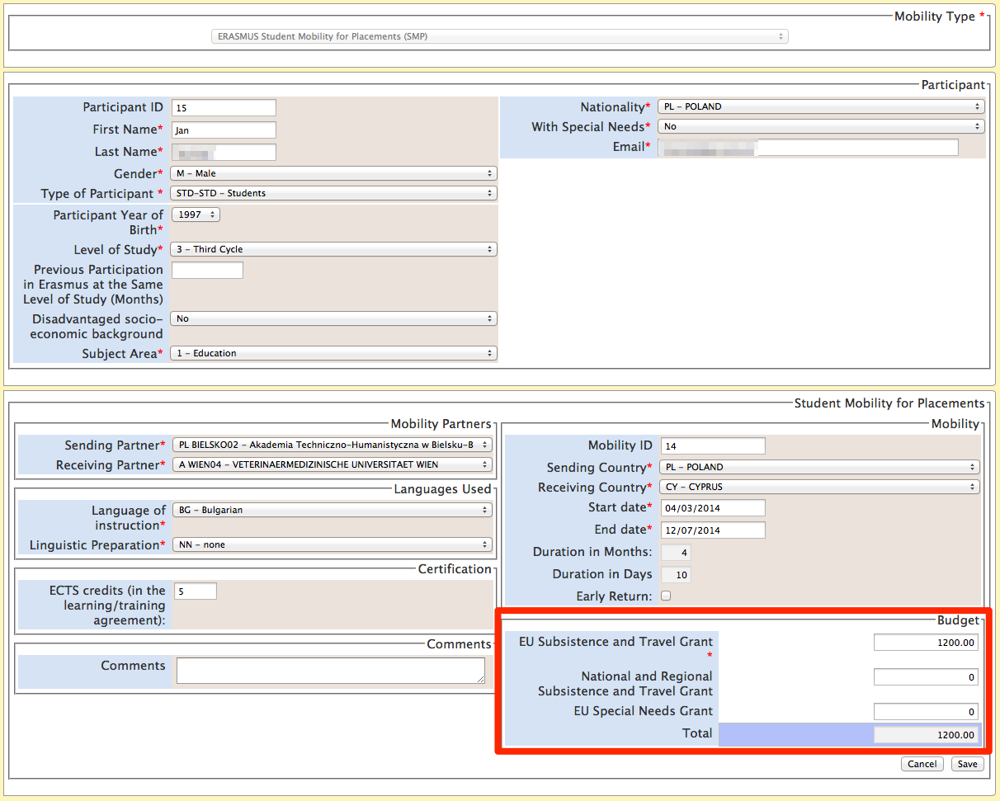 Mobility Type *
ERASMUS Student Mobility for Placements (SMP)
Participant
Participant ID 15
First Name* Jan
Last Name*
Gender* M – Male
Type of Participant * STD-STD – Students
Participant Year of
Birth*
1997
Level of Study* 3 – Third Cycle
Previous Participation
in Erasmus at the Same
Level of Study (Months)
Disadvantaged socio-
economic background
No
Subject Area* 1 – Education
Nationality* PL – POLAND
With Special Needs* No
Email*
Student Mobility for Placements
Mobility Partners
Sending Partner* PL BIELSKO02 – Akademia Techniczno-Humanistyczna w Bielsku-B
Receiving Partner* A WIEN04 – VETERINAERMEDIZINISCHE UNIVERSITAET WIEN
Languages Used
Language of
instruction*
BG – Bulgarian
Linguistic Preparation* NN – none
Certification
ECTS credits (in the
learning/training
agreement):
5
Comments
Comments
Mobility
Mobility ID 14
Sending Country* PL – POLAND
Receiving Country* CY – CYPRUS
Start date* 04/03/2014
End date* 12/07/2014
Duration in Months: 4
Duration in Days 10
Early Return:
Budget
EU Subsistence and Travel Grant
*
1200.00
National and Regional
Subsistence and Travel Grant
0
EU Special Needs Grant 0
Total 1200.00
Cancel Save